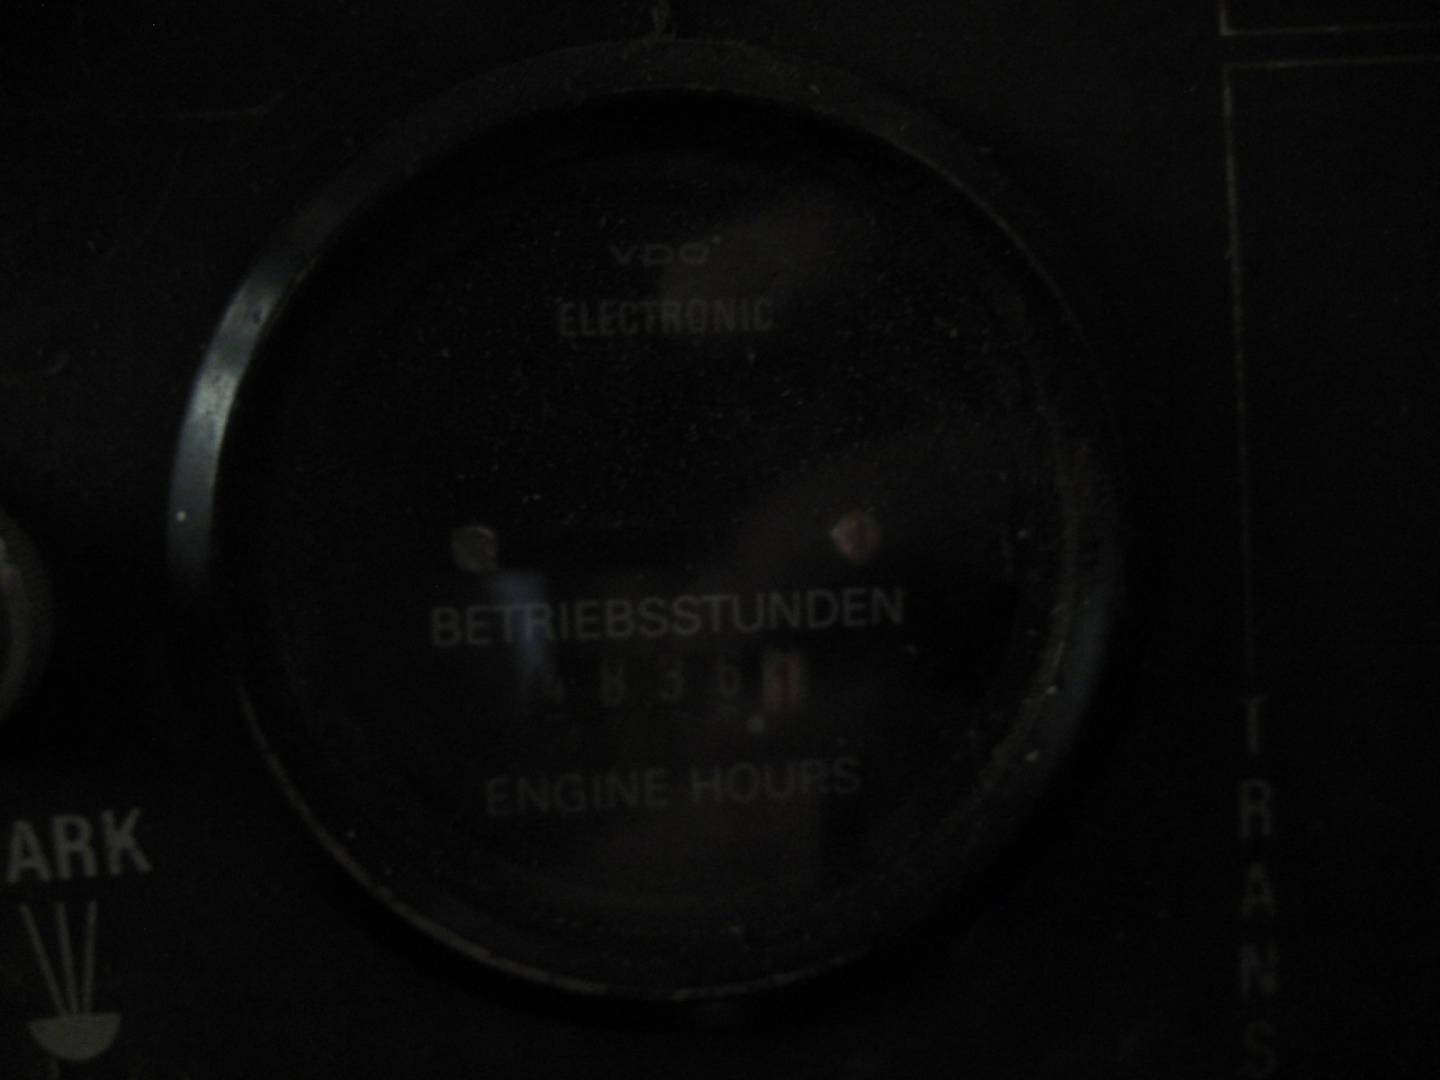 VDO
ELECTRONIC
BETRIEBSSTUNDEN
ENGINE HOURS
ARK
TRANS